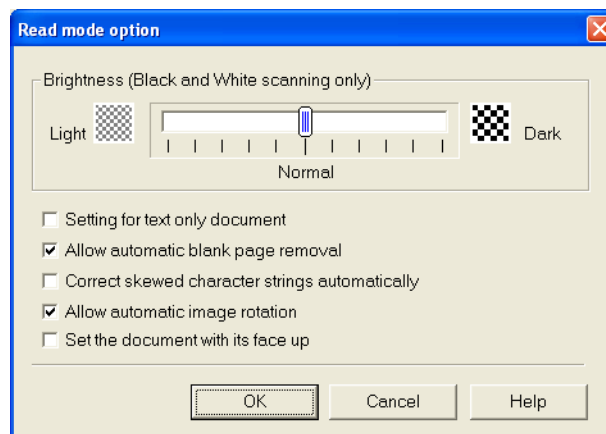 Read mode option
Brightness (Black and White scanning only)
Light Dark
Normal
Setting for text only document
Allow automatic blank page removal
Correct skewed character strings automatically
Allow automatic image rotation
Set the document with its face up
OK Cancel Help